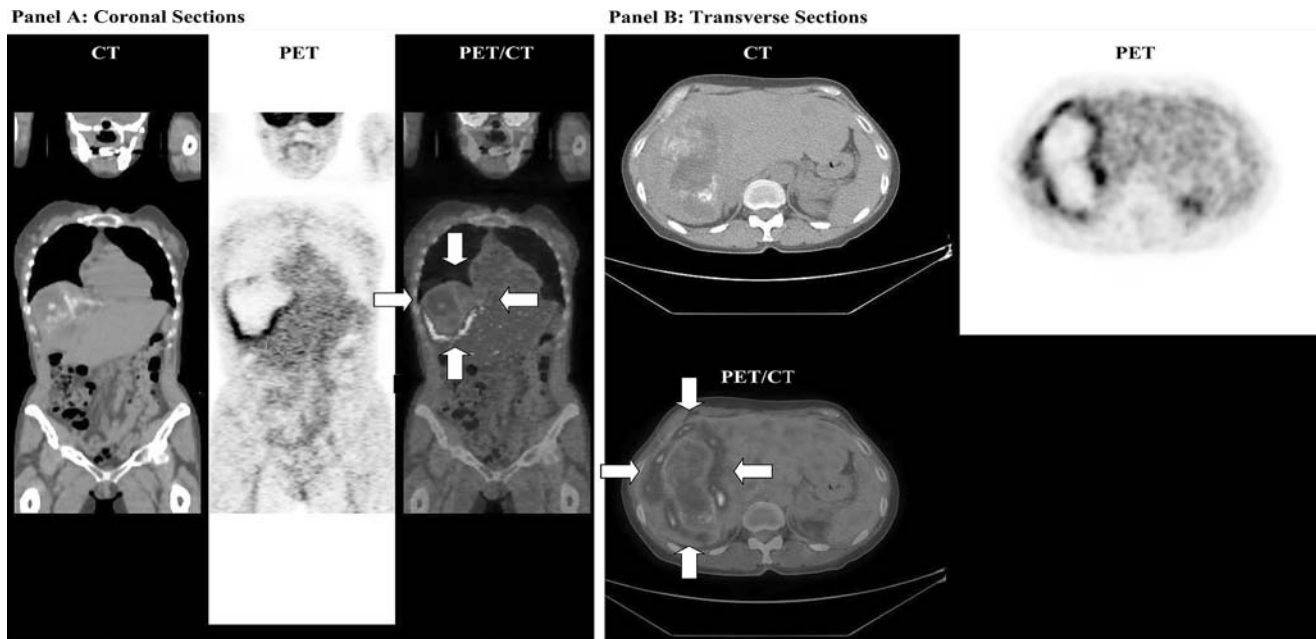 Panel A: Coronal Sections
CT
PET
PET/CT
Panel B: Transverse Sections
CT
PET
PET/CT